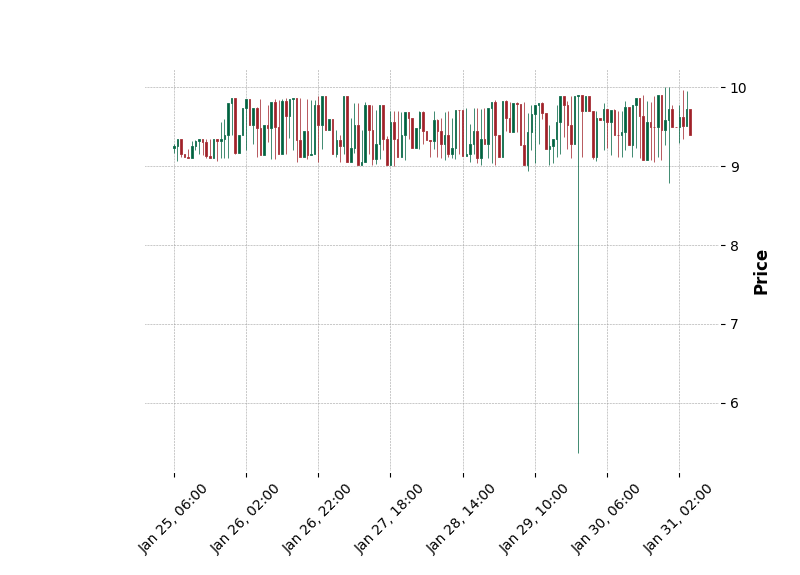 10
9
8
7
6
Price
Jan 25, 06:00
Jan 26, 02:00
Jan 26, 22:00
Jan 27, 18:00
Jan 28, 14:00
Jan 29, 10:00
Jan 30, 06:00
Jan 31, 02:00